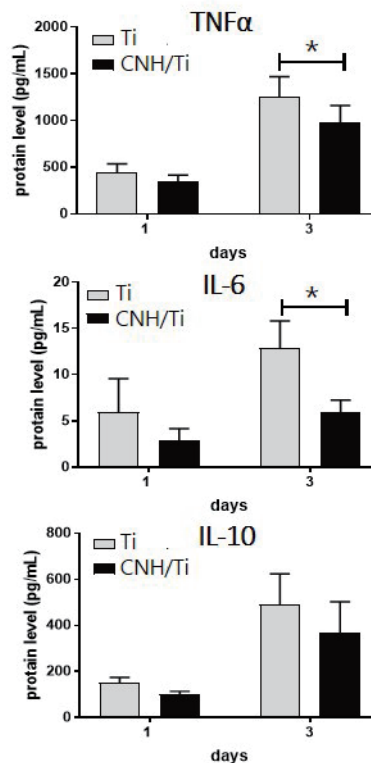 TNFα
Ti
CNH/Ti
*
protain level (pg/mL)
2000
1500
1000
500
0
1
3
days
IL-6
Ti
CNH/Ti
*
protein level (pg/mL)
20
15
10
5
0
1
3
days
IL-10
Ti
CNH/Ti
protein level (pg/mL)
800
600
400
200
0
1
3
days